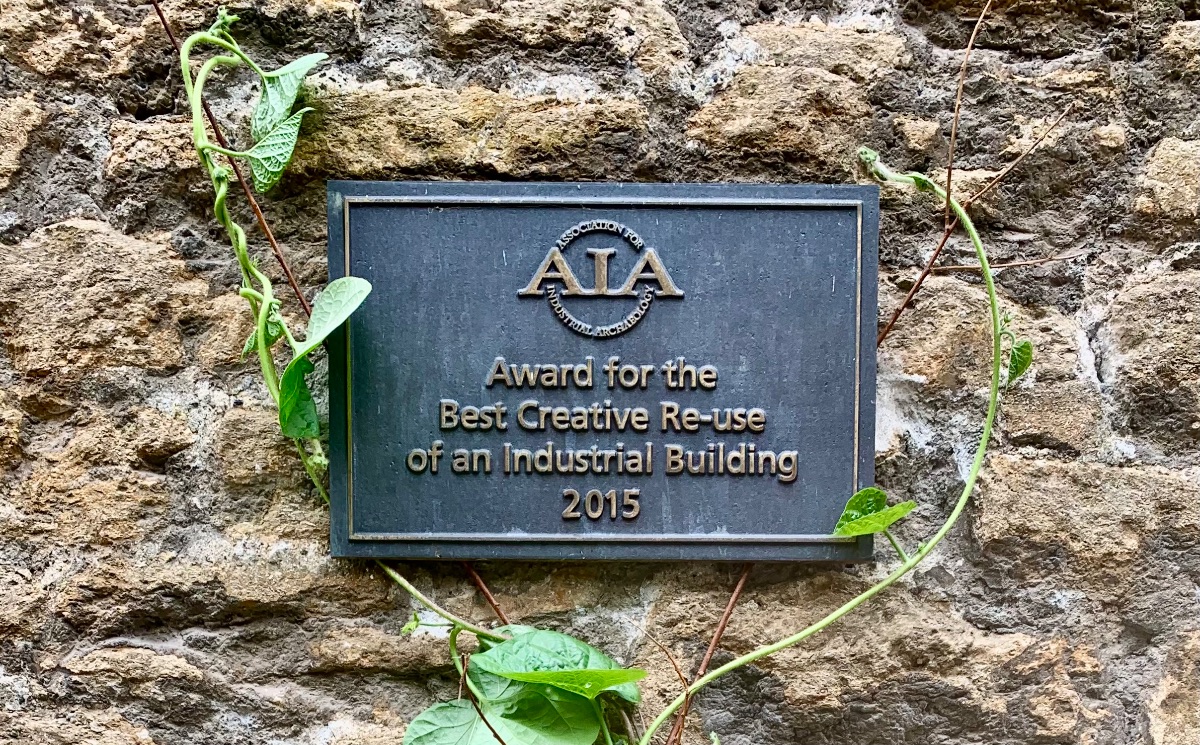 ASSOCIATION FOR
AIA
INDUSTRIAL ARCHAEOLOGY
Award for the
Best Creative Re-use
of an Industrial Building
2015